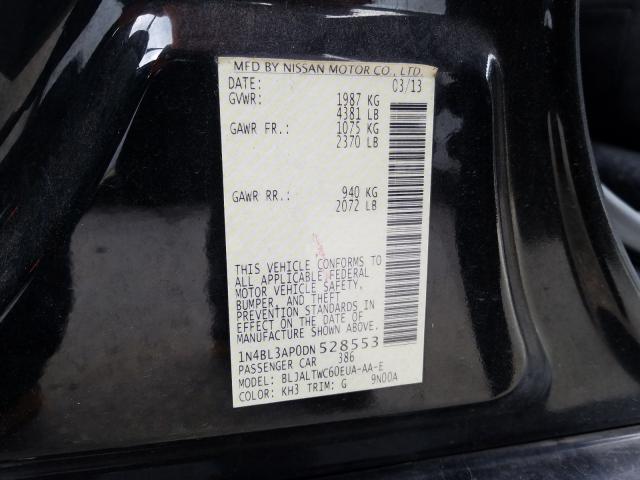 MFD BY NISSAN MOTOR CO., LTD.
DATE: 03/13
GVWR: 1987 KG
4381 LB
GAWR FR.: 1075 KG
2370 LB
GAWR RR.: 940 KG
2072 LB
THIS VEHICLE CONFORMS TO
ALL APPLICABLE FEDERAL
MOTOR VEHICLE SAFETY,
BUMPER, AND THEFT
PREVENTION STANDARDS IN
EFFECT ON THE DATE OF
MANUFACTURE SHOWN ABOVE.
1N4BL3AP0DN528553
PASSENGER CAR 386
MODEL: BLJALTWC60EUA-AA-E
COLOR: KH3 TRIM: G 9N00A